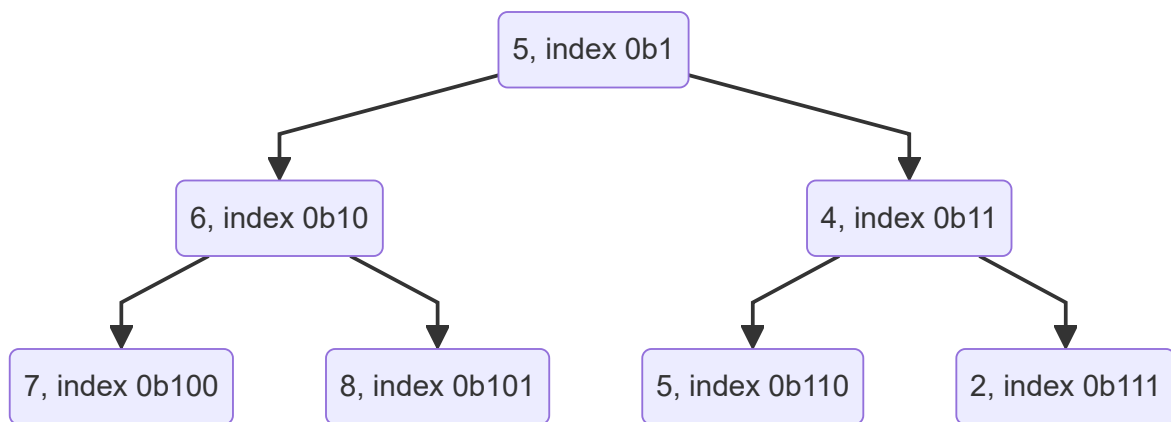 5, index 0b1
6, index 0b10
4, index 0b11
7, index 0b100
8, index 0b101
5, index 0b110
2, index 0b111